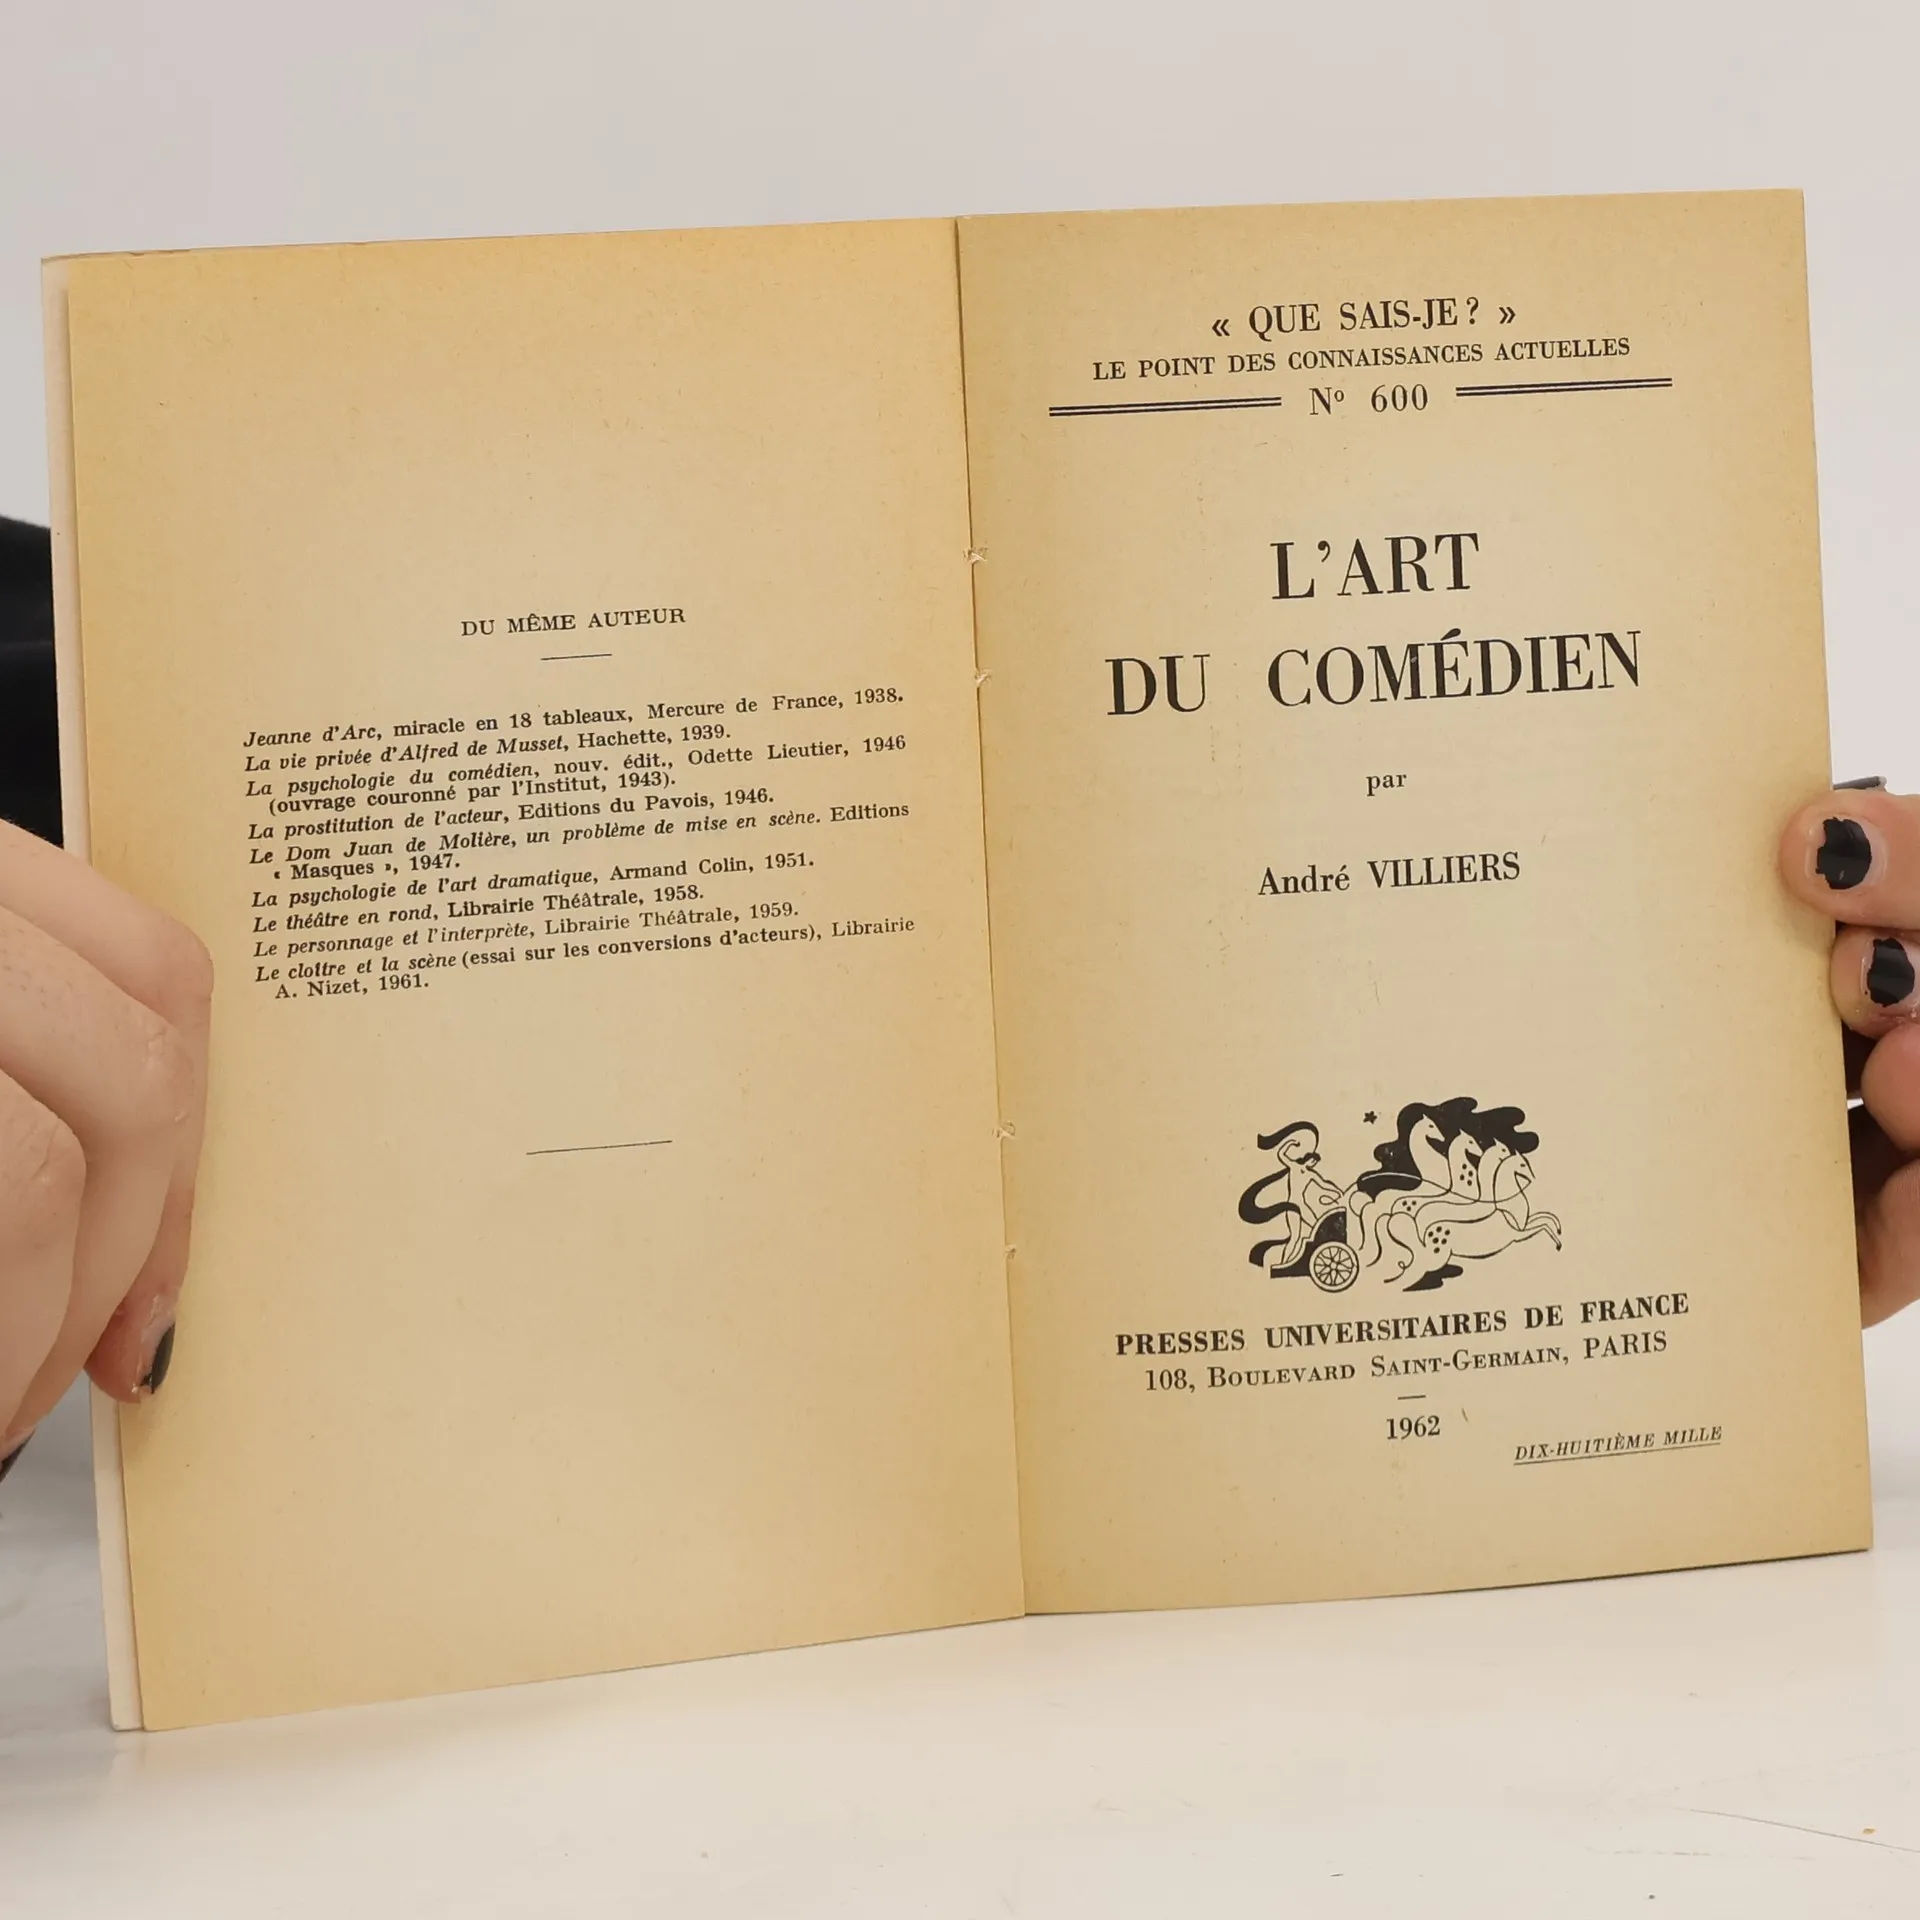 DU MÊME AUTEUR
Jeanne d'Arc, miracle en 18 tableaux, Mercure de France, 1938.
La vie privée d'Alfred de Musset, Hachette, 1939.
La psychologie du comédien, nouv. édit., Odette Lieutier, 1946
(ouvrage couronné par l'Institut, 1943).
La prostitution de l'acteur, Editions du Pavois, 1946.
Le Dom Juan de Molière, un problème de mise en scène. Editions
« Masques », 1947.
La psychologie de l'art dramatique, Armand Colin, 1951.
Le théâtre en rond, Librairie Théâtrale, 1958.
Le personnage et l'interprète, Librairie Théâtrale, 1959.
Le cloître et la scène (essai sur les conversions d'acteurs), Librairie
A. Nizet, 1961.
« QUE SAIS-JE ? »
LE POINT DES CONNAISSANCES ACTUELLES
Nº 600
L'ART
DU COMÉDIEN
par
André VILLIERS
PRESSES UNIVERSITAIRES DE FRANCE
108, BOULEVARD SAINT-GERMAIN, PARIS
1962
DIX-HUITIÈME MILLE